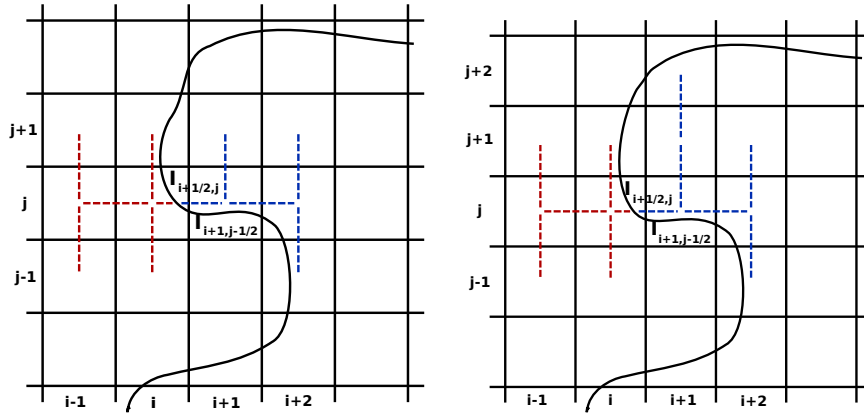 j+1
j
j-1
I i+1/2,j
I i+1,j-1/2
i-1 i i+1 i+2
j+2
j+1
j
j-1
I i+1/2,j
I i+1,j-1/2
i-1 i i+1 i+2